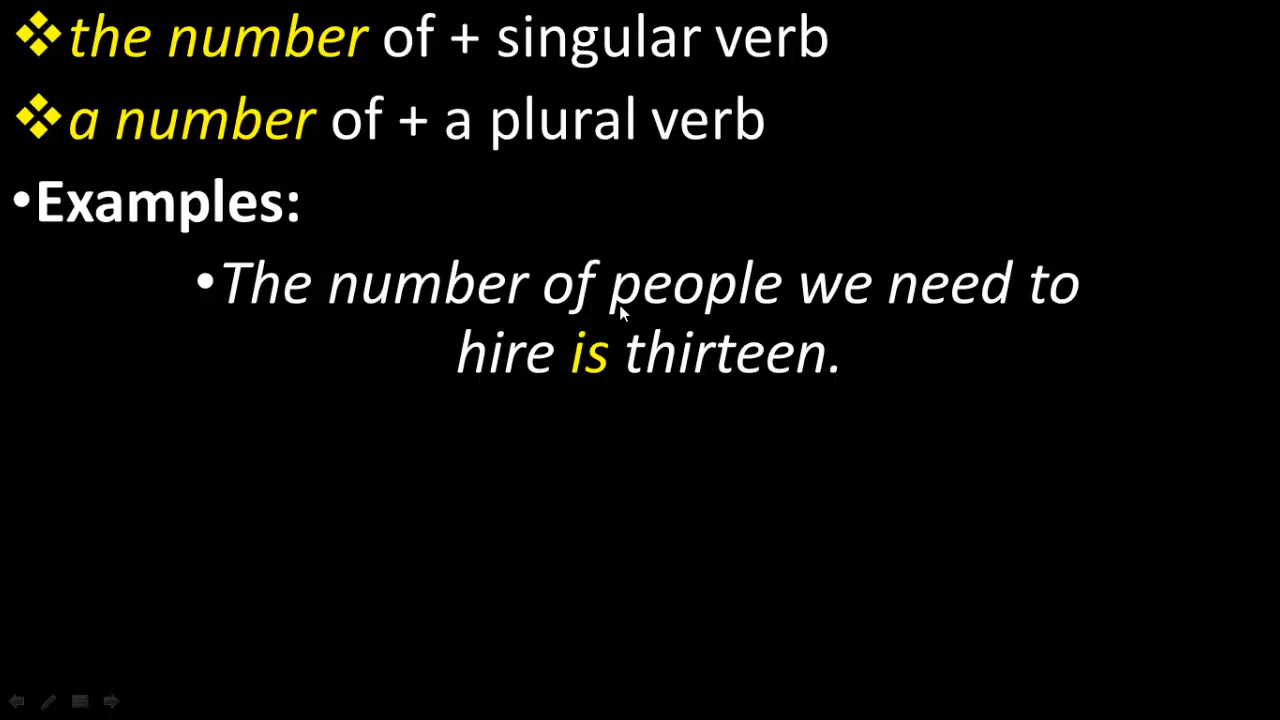 ❖the number of + singular verb
❖a number of + a plural verb
•Examples:
•The number of people we need to
hire is thirteen.